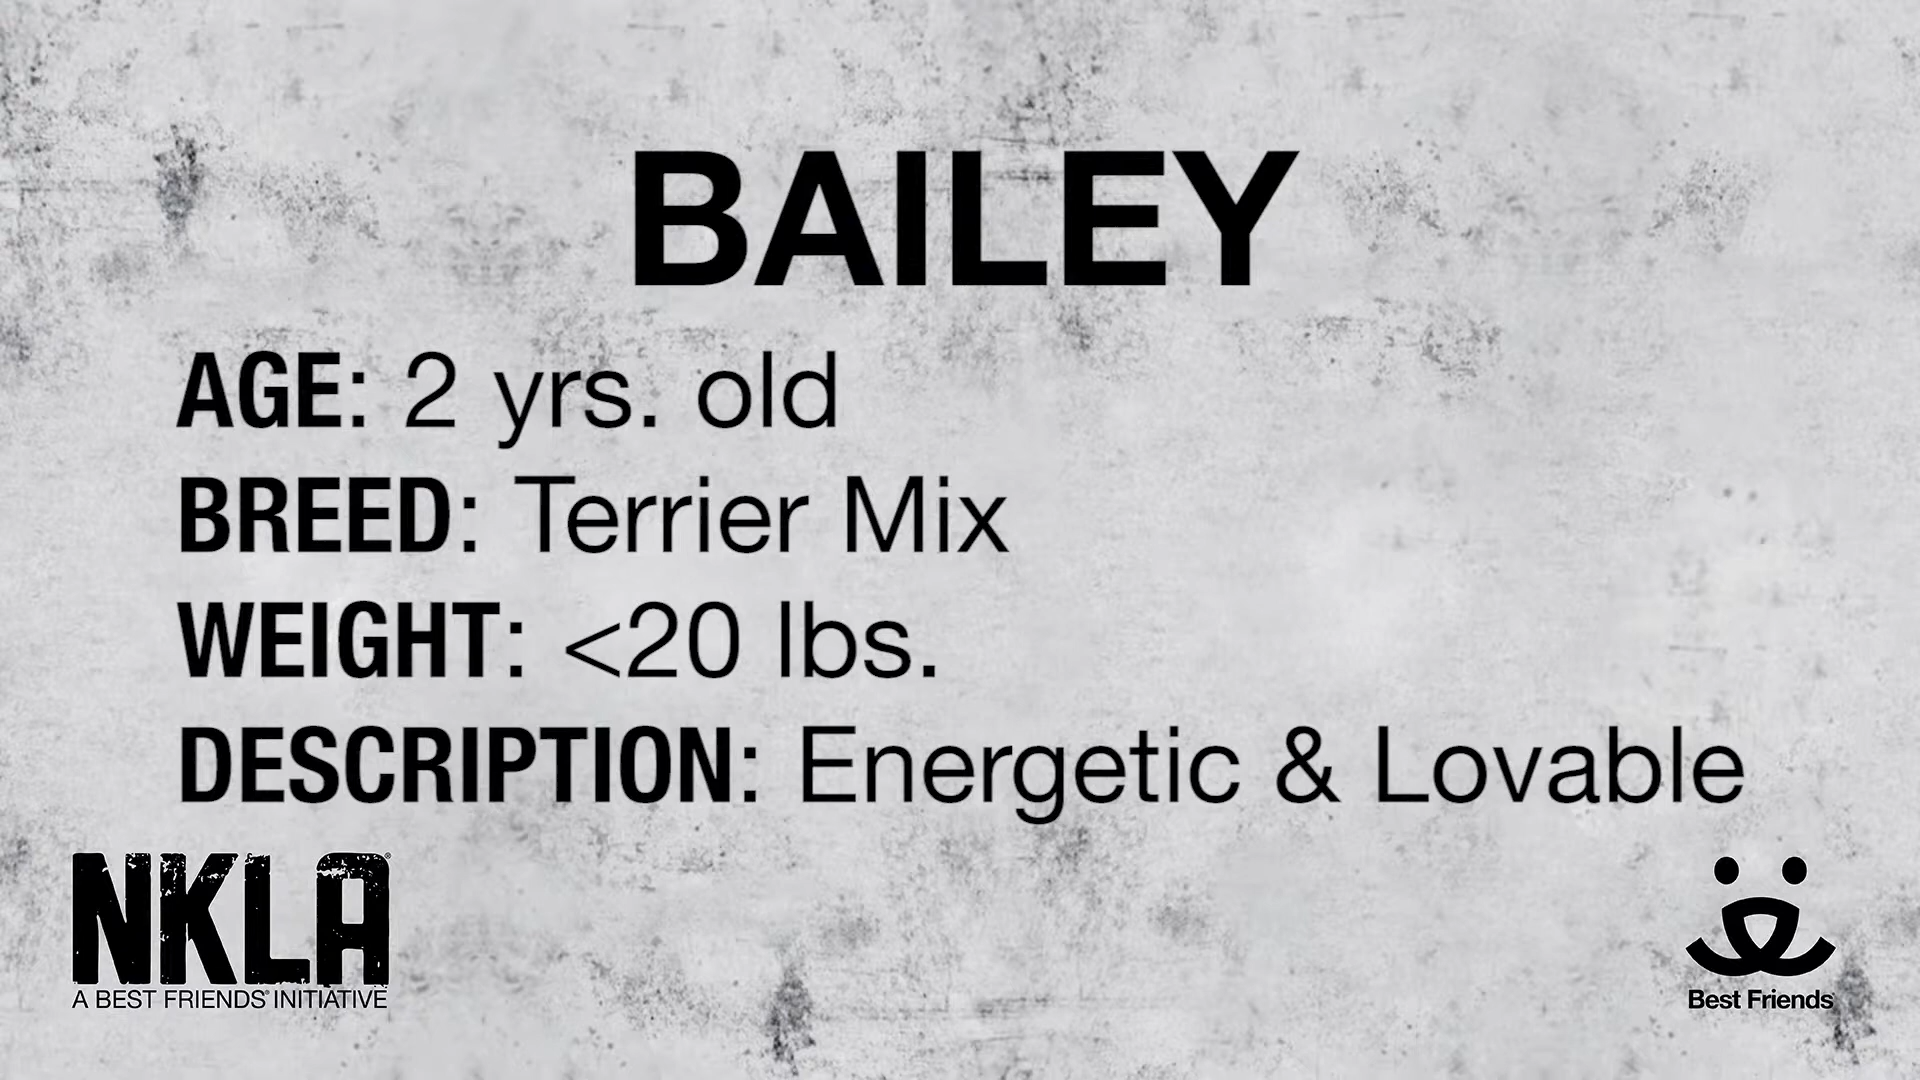 BAILEY
AGE: 2 yrs. old
BREED: Terrier Mix
WEIGHT: <20 lbs.
DESCRIPTION: Energetic & Lovable
NKLA®
A BEST FRIENDS® INITIATIVE
Best Friends